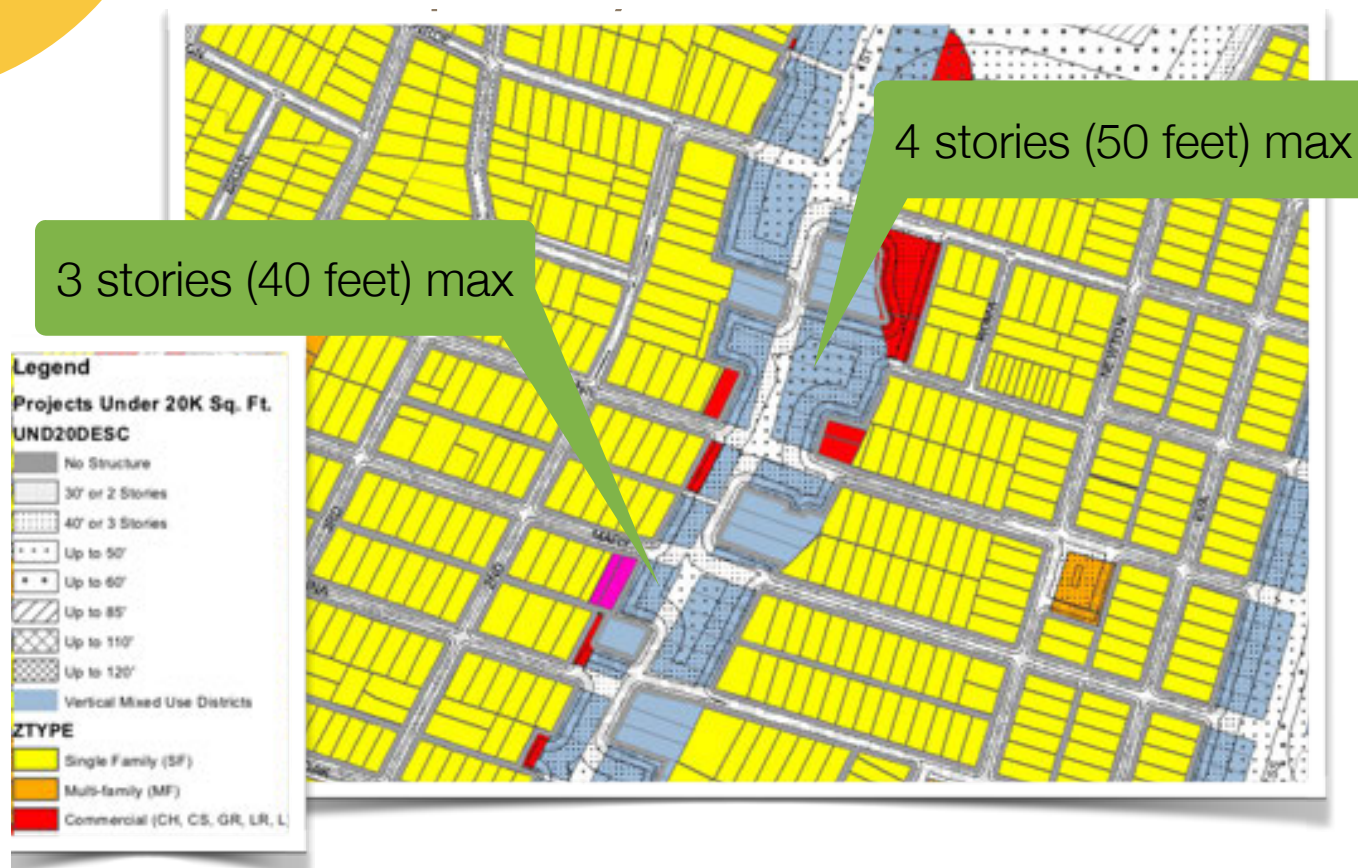 4 stories (50 feet) max
3 stories (40 feet) max
Legend
Projects Under 20K Sq. Ft.
UND20DESC
No Structure
30' or 2 Stories
40' or 3 Stories
Up to 50'
Up to 60'
Up to 85'
Up to 110'
Up to 120'
Vertical Mixed Use Districts
ZTYPE
Single Family (SF)
Multi-family (MF)
Commercial (CH, CS, GR, LR, L
MARY